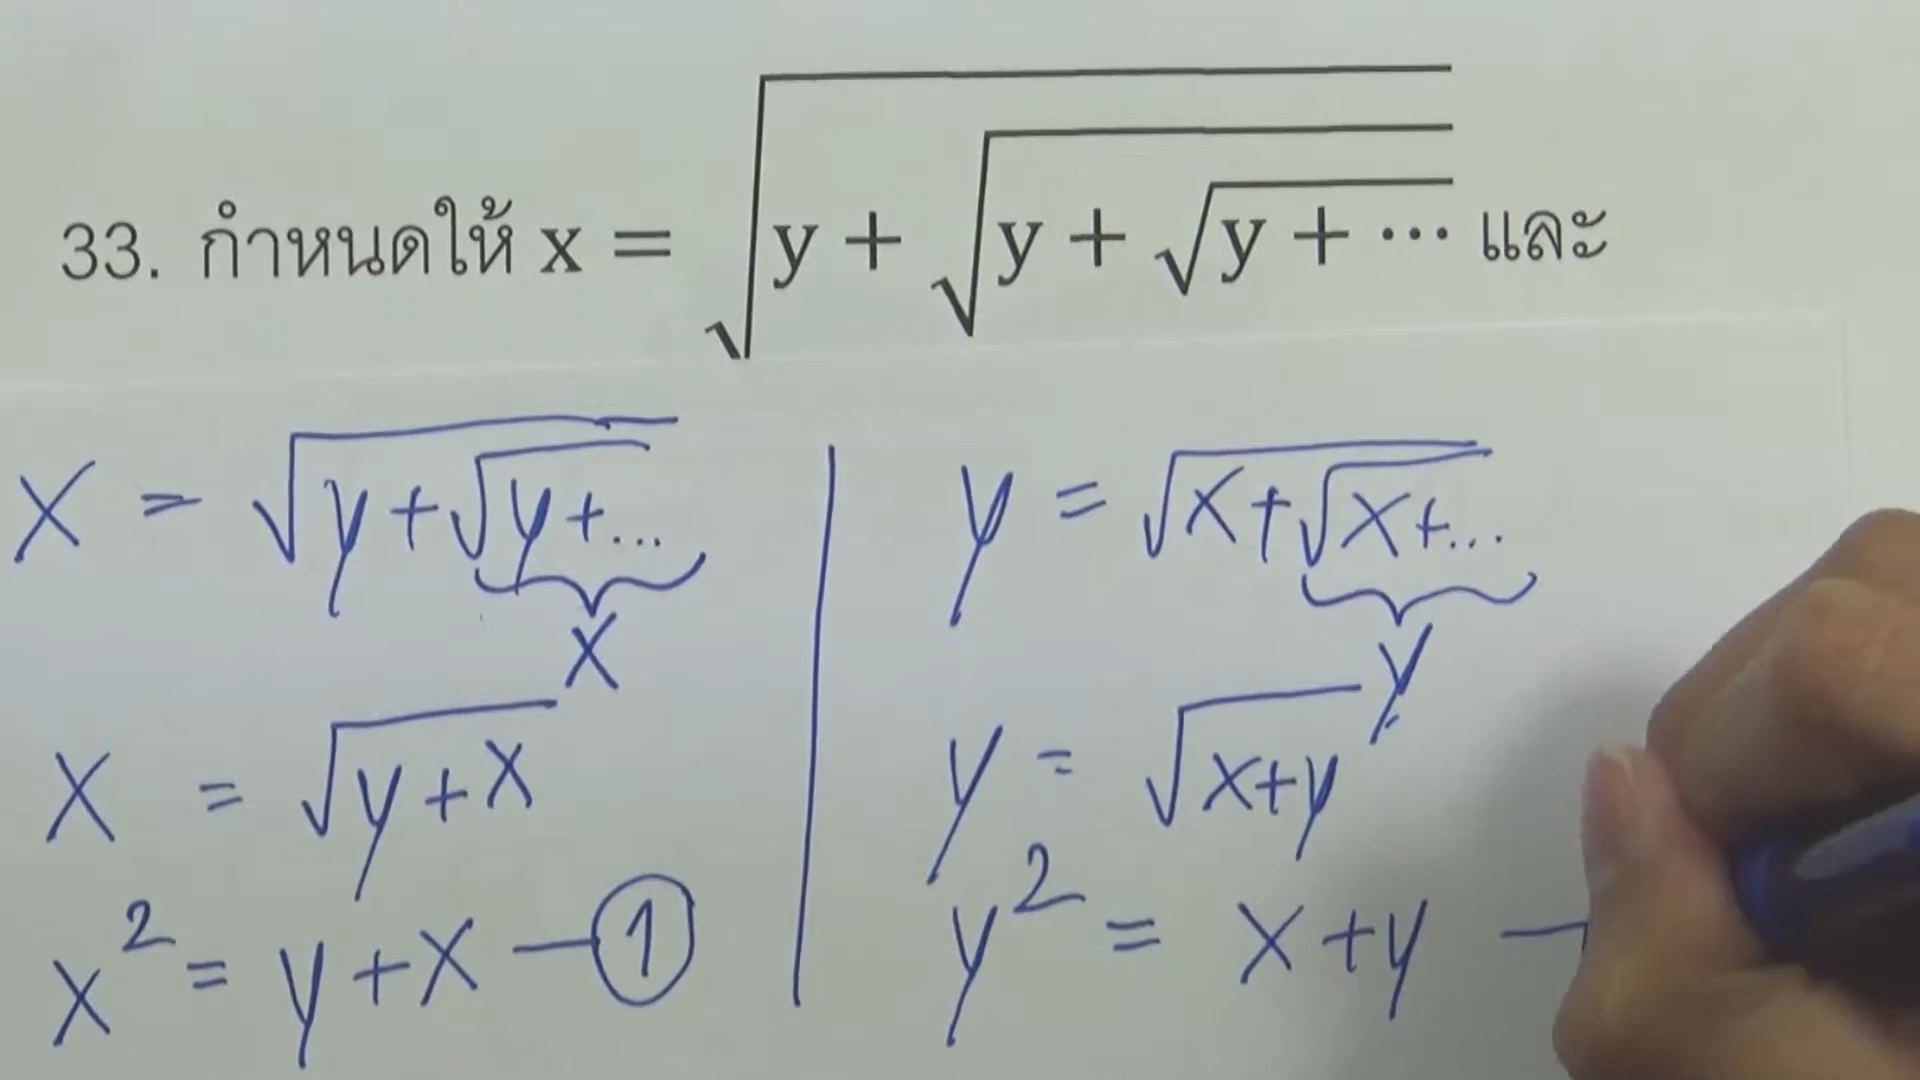 33. กำหนดให้ x = √(y + √(y + √(y + ⋯ และ
x = √(y + √(y + ...
x
x = √(y + x)
x² = y + x — ①
y = √(x + √(x + ...
y
y = √(x + y)
y² = x + y —